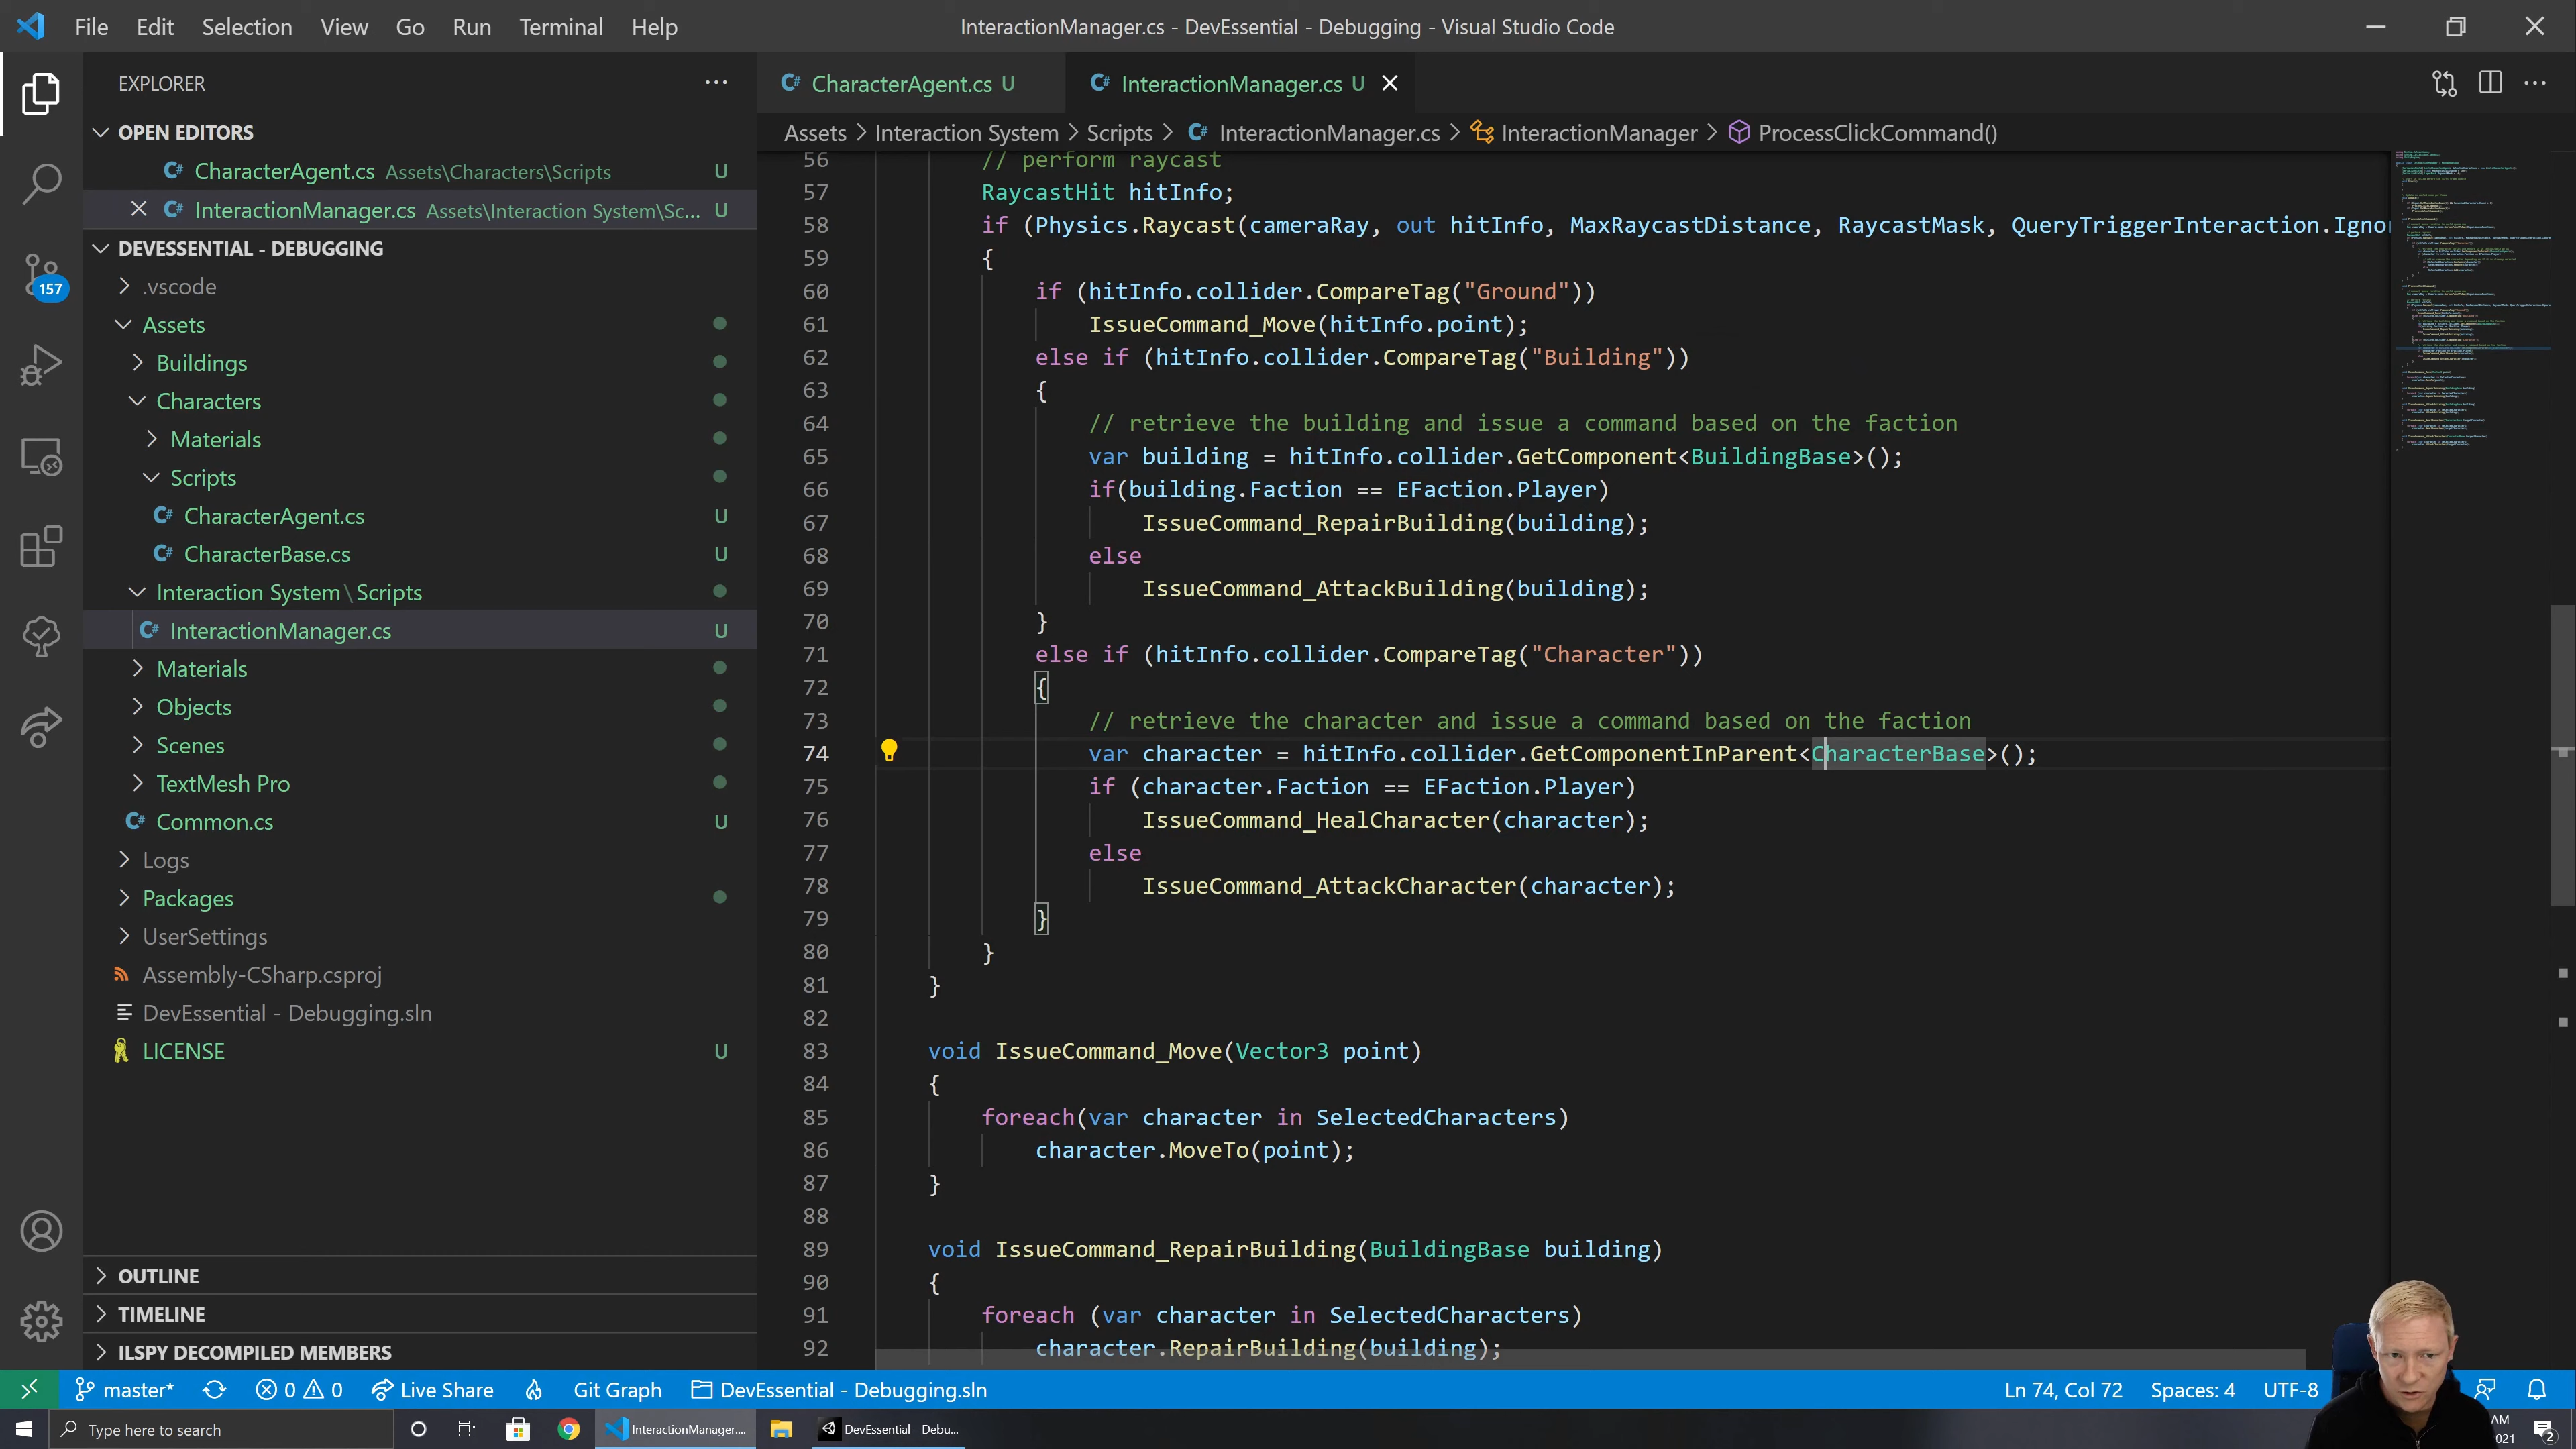 File Edit Selection View Go Run Terminal Help
InteractionManager.cs - DevEssential - Debugging - Visual Studio Code
EXPLORER
OPEN EDITORS
CharacterAgent.cs Assets\Characters\Scripts U
InteractionManager.cs Assets\Interaction System\Sc... U
DEVESSENTIAL - DEBUGGING
.vscode
Assets
Buildings
Characters
Materials
Scripts
CharacterAgent.cs U
CharacterBase.cs U
Interaction System\Scripts
InteractionManager.cs U
Materials
Objects
Scenes
TextMesh Pro
Common.cs U
Logs
Packages
UserSettings
Assembly-CSharp.csproj
DevEssential - Debugging.sln
LICENSE U
OUTLINE
TIMELINE
ILSPY DECOMPILED MEMBERS
157
CharacterAgent.cs U InteractionManager.cs U
Assets > Interaction System > Scripts > InteractionManager.cs > InteractionManager > ProcessClickCommand()
56 // perform raycast
57 RaycastHit hitInfo;
58 if (Physics.Raycast(cameraRay, out hitInfo, MaxRaycastDistance, RaycastMask, QueryTriggerInteraction.Ignor
59 {
60 if (hitInfo.collider.CompareTag("Ground"))
61 IssueCommand_Move(hitInfo.point);
62 else if (hitInfo.collider.CompareTag("Building"))
63 {
64 // retrieve the building and issue a command based on the faction
65 var building = hitInfo.collider.GetComponent<BuildingBase>();
66 if(building.Faction == EFaction.Player)
67 IssueCommand_RepairBuilding(building);
68 else
69 IssueCommand_AttackBuilding(building);
70 }
71 else if (hitInfo.collider.CompareTag("Character"))
72 {
73 // retrieve the character and issue a command based on the faction
74 var character = hitInfo.collider.GetComponentInParent<CharacterBase>();
75 if (character.Faction == EFaction.Player)
76 IssueCommand_HealCharacter(character);
77 else
78 IssueCommand_AttackCharacter(character);
79 }
80 }
81 }
82
83 void IssueCommand_Move(Vector3 point)
84 {
85 foreach(var character in SelectedCharacters)
86 character.MoveTo(point);
87 }
88
89 void IssueCommand_RepairBuilding(BuildingBase building)
90 {
91 foreach (var character in SelectedCharacters)
92 character.RepairBuilding(building);
master* 0 0 Live Share Git Graph DevEssential - Debugging.sln Ln 74, Col 72 Spaces: 4 UTF-8
Type here to search InteractionManager.... DevEssential - Debu... AM
021 2